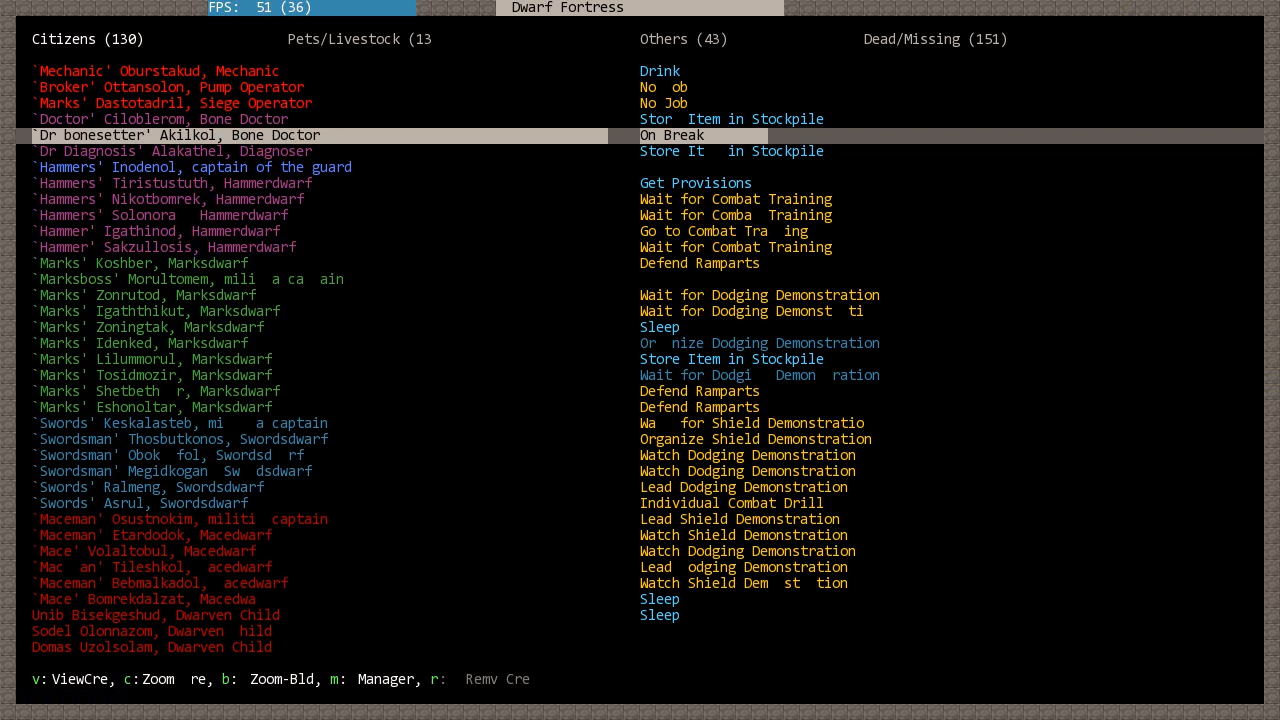 FPS: 51 (36) Dwarf Fortress
Citizens (130) Pets/Livestock (13 Others (43) Dead/Missing (151)
`Mechanic' Oburstakud, Mechanic Drink
`Broker' Ottansolon, Pump Operator No ob
`Marks' Dastotadril, Siege Operator No Job
`Doctor' Ciloblerom, Bone Doctor Stor Item in Stockpile
`Dr bonesetter' Akilkol, Bone Doctor On Break
`Dr Diagnosis' Alakathel, Diagnoser Store It in Stockpile
`Hammers' Inodenol, captain of the guard
`Hammers' Tiristustuth, Hammerdwarf Get Provisions
`Hammers' Nikotbomrek, Hammerdwarf Wait for Combat Training
`Hammers' Solonora Hammerdwarf Wait for Comba Training
`Hammer' Igathinod, Hammerdwarf Go to Combat Tra ing
`Hammer' Sakzullosis, Hammerdwarf Wait for Combat Training
`Marks' Koshber, Marksdwarf Defend Ramparts
`Marksboss' Morultomem, mili a ca ain
`Marks' Zonrutod, Marksdwarf Wait for Dodging Demonstration
`Marks' Igaththikut, Marksdwarf Wait for Dodging Demonst ti
`Marks' Zoningtak, Marksdwarf Sleep
`Marks' Idenked, Marksdwarf Or nize Dodging Demonstration
`Marks' Lilummorul, Marksdwarf Store Item in Stockpile
`Marks' Tosidmozir, Marksdwarf Wait for Dodgi Demon ration
`Marks' Shetbeth r, Marksdwarf Defend Ramparts
`Marks' Eshonoltar, Marksdwarf Defend Ramparts
`Swords' Keskalasteb, mi a captain Wa for Shield Demonstratio
`Swordsman' Thosbutkonos, Swordsdwarf Organize Shield Demonstration
`Swordsman' Obok fol, Swordsd rf Watch Dodging Demonstration
`Swordsman' Megidkogan Sw dsdwarf Watch Dodging Demonstration
`Swords' Ralmeng, Swordsdwarf Lead Dodging Demonstration
`Swords' Asrul, Swordsdwarf Individual Combat Drill
`Maceman' Osustnokim, militi captain Lead Shield Demonstration
`Maceman' Etardodok, Macedwarf Watch Shield Demonstration
`Mace' Volaltobul, Macedwarf Watch Dodging Demonstration
`Mac an' Tileshkol, acedwarf Lead odging Demonstration
`Maceman' Bebmalkadol, acedwarf Watch Shield Dem st tion
`Mace' Bomrekdalzat, Macedwa Sleep
Unib Bisekgeshud, Dwarven Child Sleep
Sodel Olonnazom, Dwarven hild
Domas Uzolsolam, Dwarven Child
v: ViewCre, c: Zoom re, b: Zoom-Bld, m: Manager, r: Remv Cre